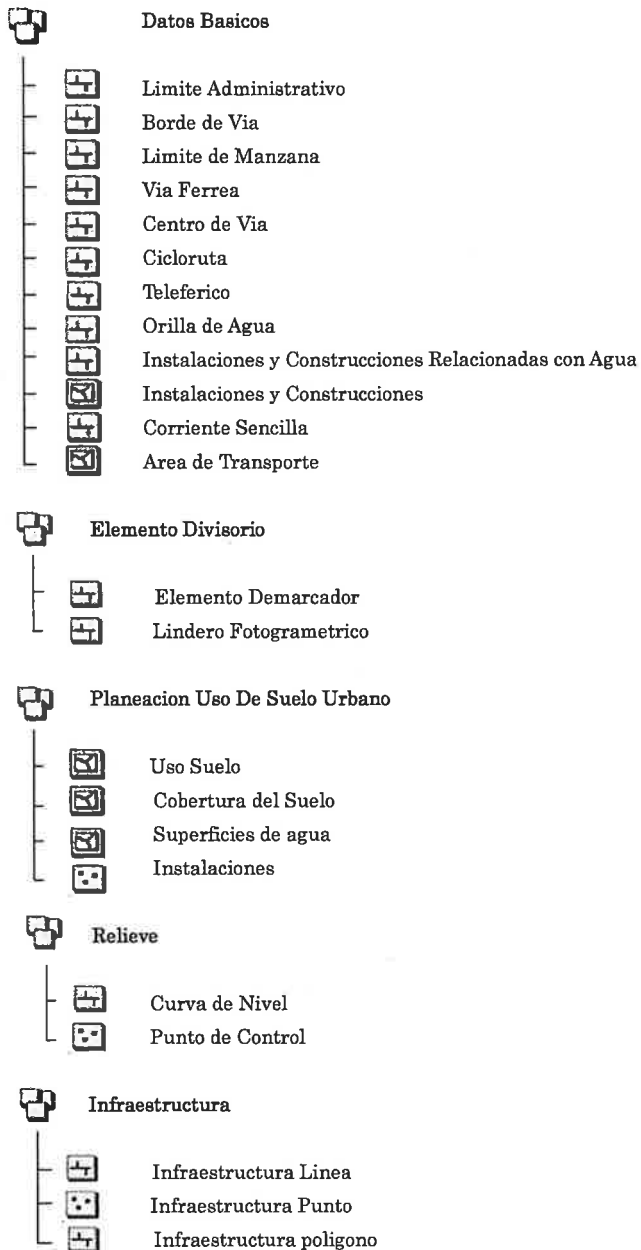 Datos Basicos
Limite Administrativo
Borde de Via
Limite de Manzana
Via Ferrea
Centro de Via
Cicloruta
Teleferico
Orilla de Agua
Instalaciones y Construcciones Relacionadas con Agua
Instalaciones y Construcciones
Corriente Sencilla
Area de Transporte
Elemento Divisorio
Elemento Demarcador
Lindero Fotogrametrico
Planeacion Uso De Suelo Urbano
Uso Suelo
Cobertura del Suelo
Superficies de agua
Instalaciones
Relieve
Curva de Nivel
Punto de Control
Infraestructura
Infraestructura Linea
Infraestructura Punto
Infraestructura poligono